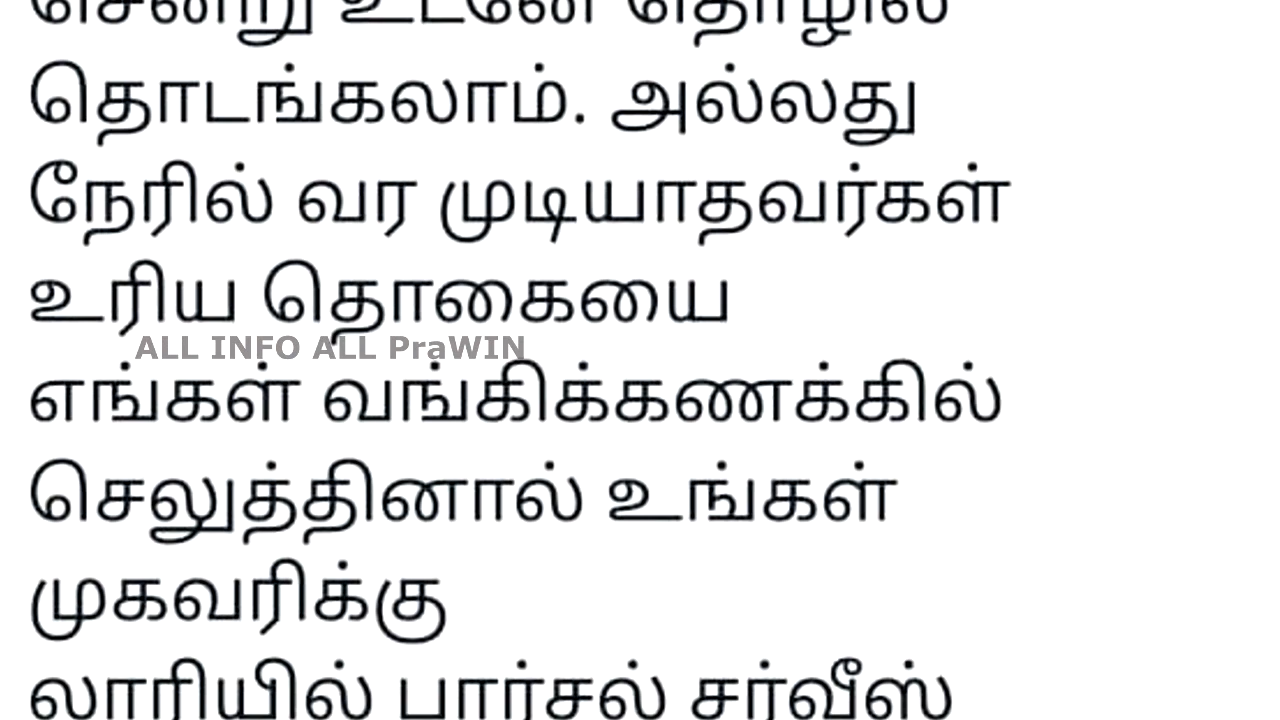 சென்று உடனே தொழில்
தொடங்கலாம். அல்லது
நேரில் வர முடியாதவர்கள்
உரிய தொகையை
ALL INFO ALL PraWIN
எங்கள் வங்கிக்கணக்கில்
செலுத்தினால் உங்கள்
முகவரிக்கு
லாரியில் பார்சல் சர்வீஸ்